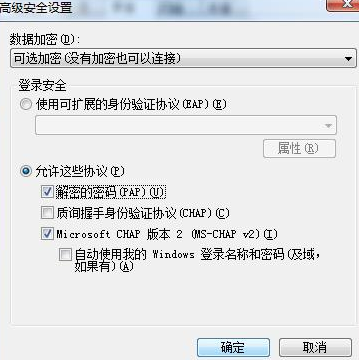 高级安全设置
数据加密(D):
可选加密(没有加密也可以连接)
登录安全
使用可扩展的身份验证协议(EAP)(E)
属性(R)
允许这些协议(P)
解密的密码(PAP)(U)
质询握手身份验证协议(CHAP)(C)
Microsoft CHAP 版本 2 (MS-CHAP v2)(I)
自动使用我的 Windows 登录名称和密码(及域,
如果有)(A)
确定
取消